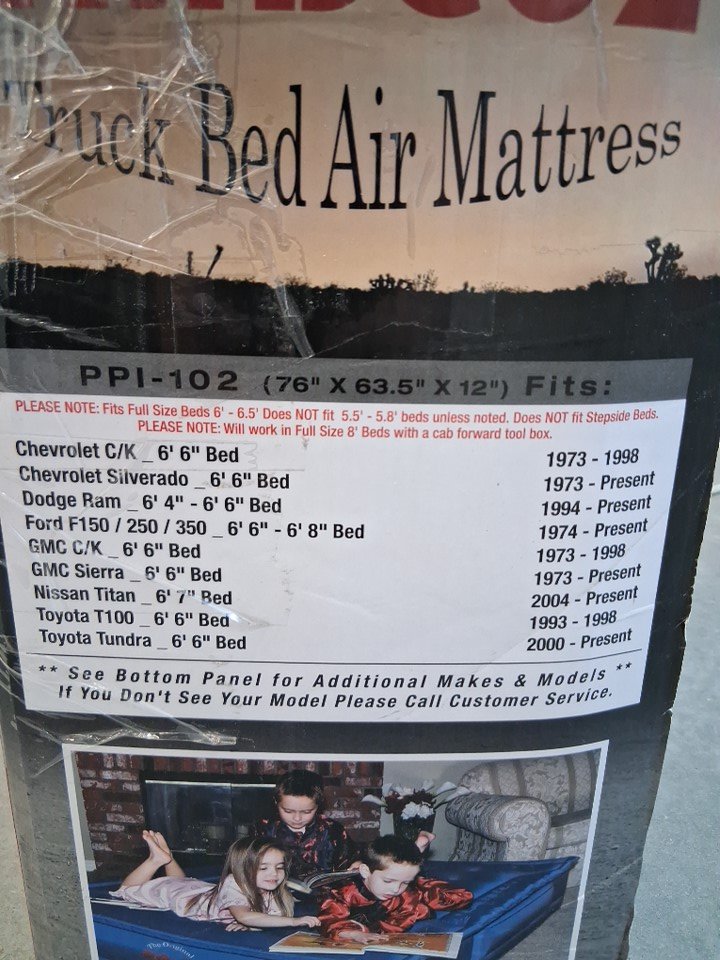 Truck Bed Air Mattress
PPI-102 (76" X 63.5" X 12") Fits:
PLEASE NOTE: Fits Full Size Beds 6' - 6.5' Does NOT fit 5.5' - 5.8' beds unless noted. Does NOT fit Stepside Beds.
PLEASE NOTE: Will work in Full Size 8' Beds with a cab forward tool box.
Chevrolet C/K _ 6' 6" Bed 1973 - 1998
Chevrolet Silverado _ 6' 6" Bed 1973 - Present
Dodge Ram _ 6' 4" - 6' 6" Bed 1994 - Present
Ford F150 / 250 / 350 _ 6' 6" - 6' 8" Bed 1974 - Present
GMC C/K _ 6' 6" Bed 1973 - 1998
GMC Sierra _ 6' 6" Bed 1973 - Present
Nissan Titan _ 6' 7" Bed 2004 - Present
Toyota T100 _ 6' 6" Bed 1993 - 1998
Toyota Tundra _ 6' 6" Bed 2000 - Present
** See Bottom Panel for Additional Makes & Models **
If You Don't See Your Model Please Call Customer Service.
The Original